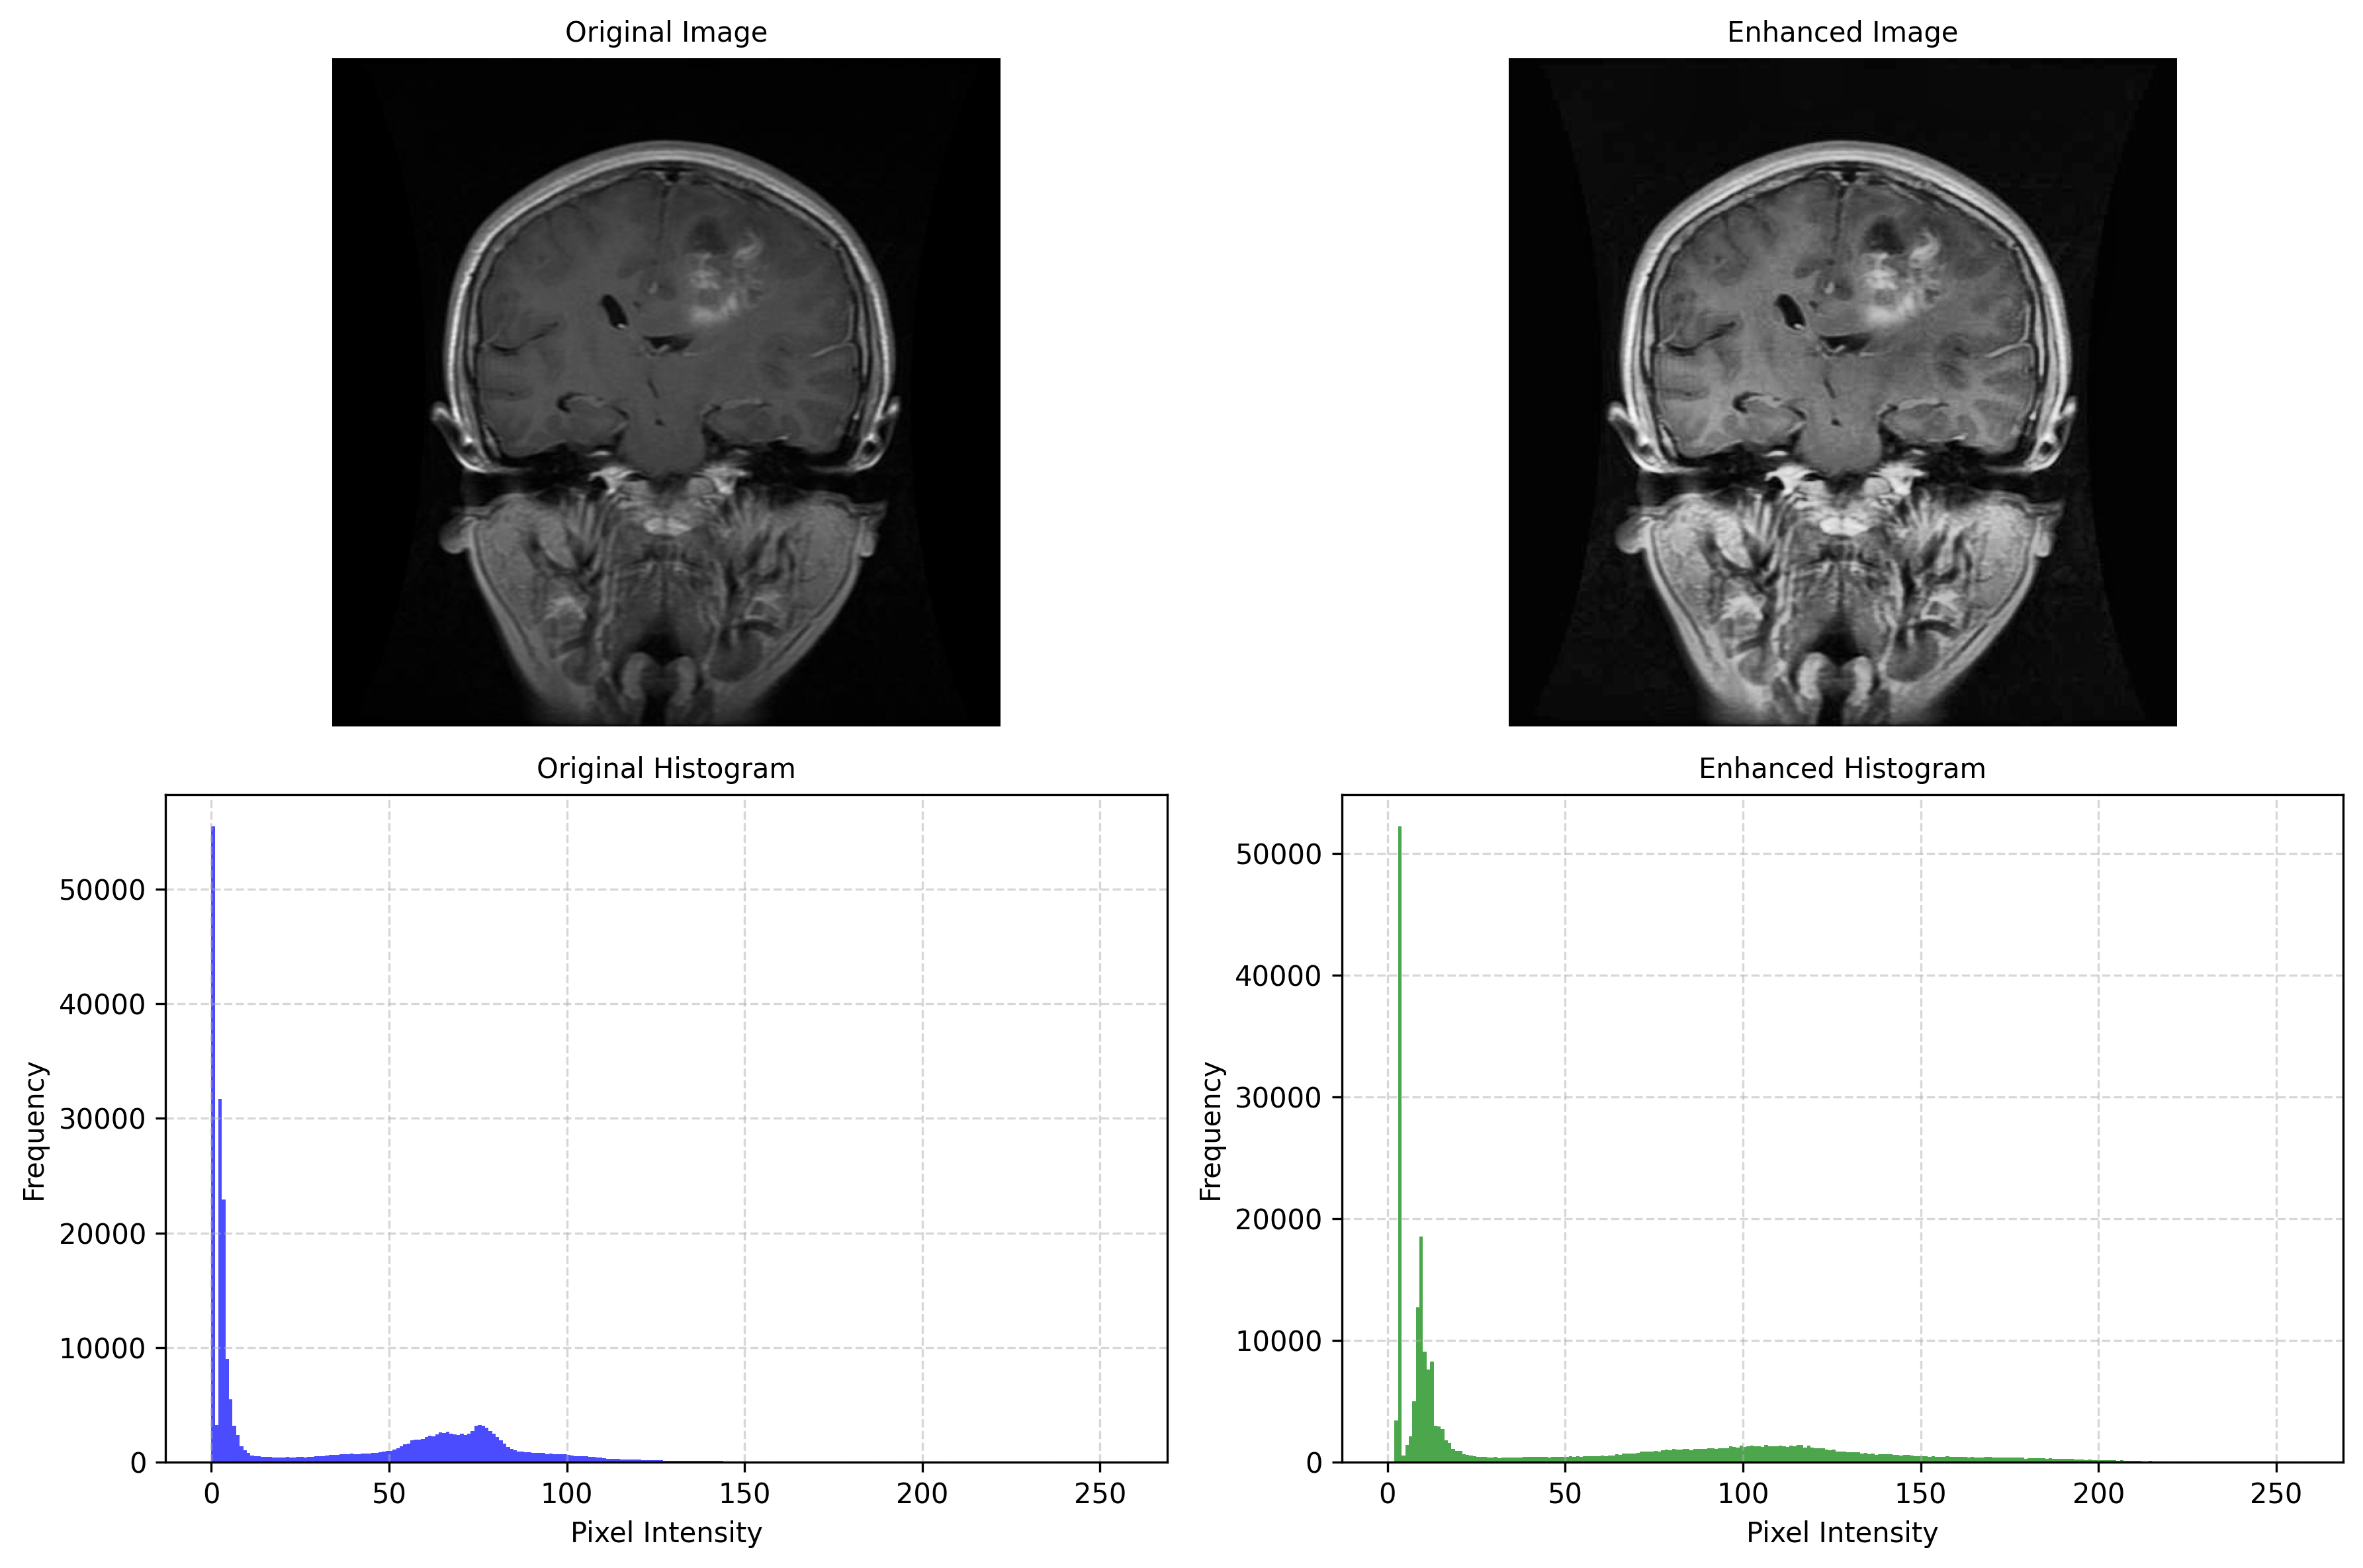 Original Image
Enhanced Image
Original Histogram
Enhanced Histogram
Frequency
50000
40000
30000
20000
10000
0
0 50 100 150 200 250
Pixel Intensity
Frequency
50000
40000
30000
20000
10000
0
0 50 100 150 200 250
Pixel Intensity